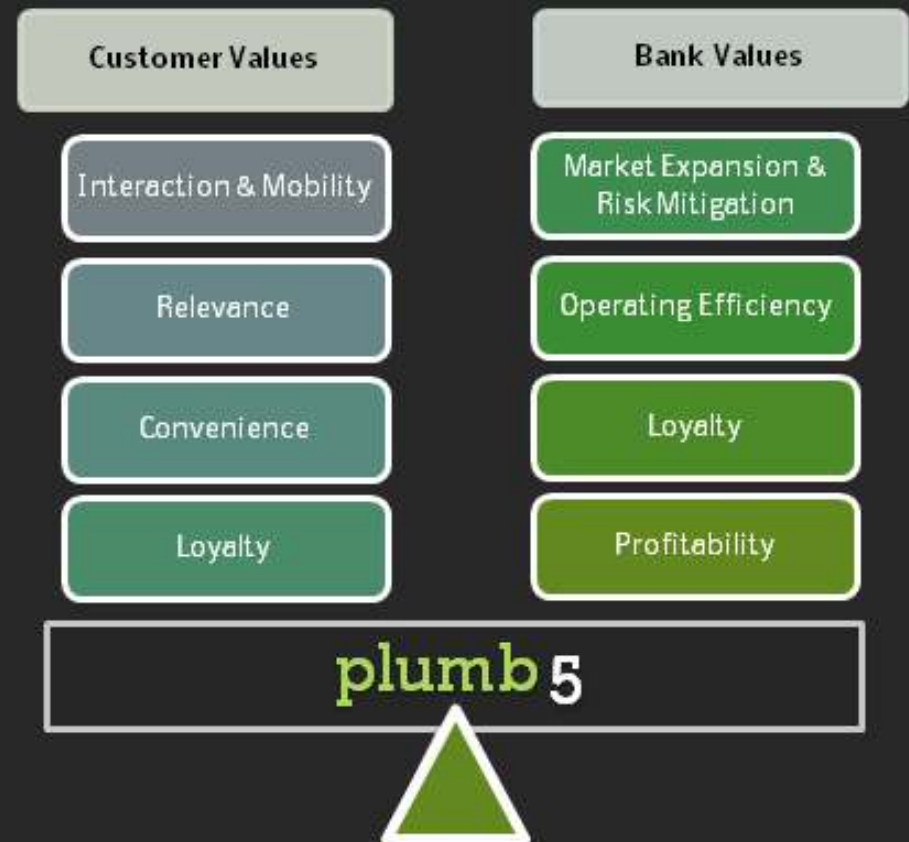 Customer Values
Bank Values
Interaction & Mobility
Market Expansion &
Risk Mitigation
Relevance
Operating Efficiency
Convenience
Loyalty
Loyalty
Profitability
plumb5